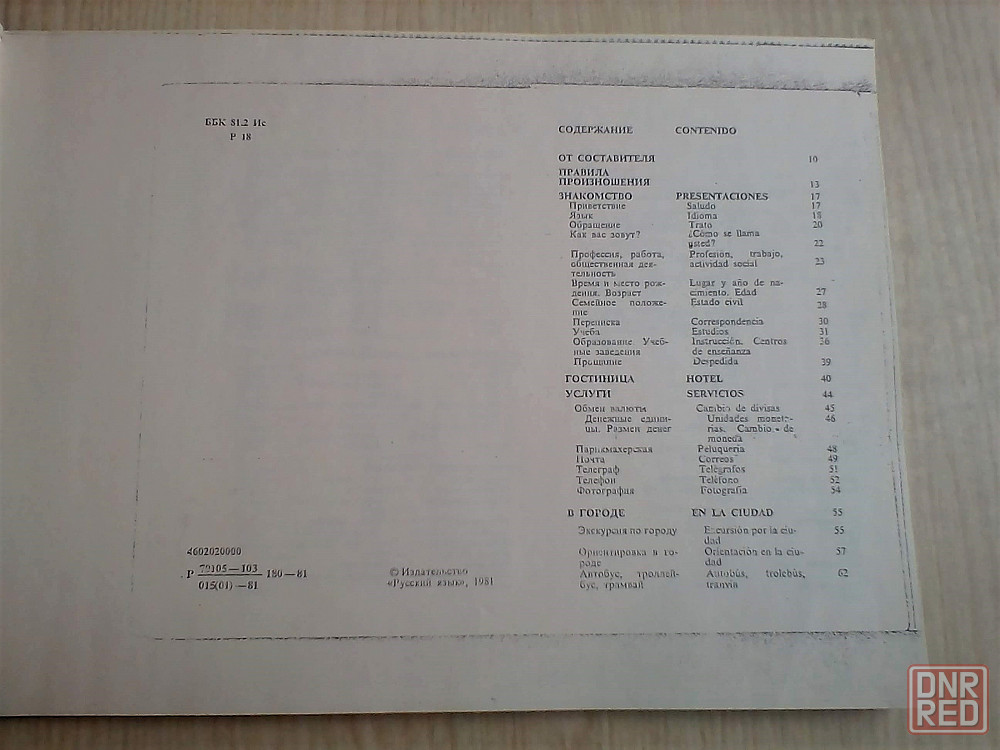 ББК 81.2 Ис
Р 18
4602020000
Р 79105—103 180—81
015(01)—81
© Издательство
«Русский язык», 1981
СОДЕРЖАНИЕ CONTENIDO
ОТ СОСТАВИТЕЛЯ 10
ПРАВИЛА
ПРОИЗНОШЕНИЯ 13
ЗНАКОМСТВО PRESENTACIONES 17
Приветствие Saludo 17
Язык Idioma 18
Обращение Trato 20
Как вас зовут? ¿Cómo se llama
usted? 22
Профессия, работа, Profesión, trabajo,
общественная дея- actividad social 23
тельность
Время и место рож- Lugar y año de na-
дения. Возраст cimiento. Edad 27
Семейное положе- Estado civil 28
ние
Переписка Correspondencia 30
Учеба Estudios 31
Образование. Учеб- Instrucción. Centros 36
ные заведения de enseñanza
Прощание Despedida 39
ГОСТИНИЦА HOTEL 40
УСЛУГИ SERVICIOS 44
Обмен валюты Cambio de divisas 45
Денежные едини- Unidades moneta- 46
цы. Размен денег rias. Cambio de
moneda
Парикмахерская Peluquería 48
Почта Correos 49
Телеграф Telégrafos 51
Телефон Teléfono 52
Фотография Fotografía 54
В ГОРОДЕ EN LA CIUDAD 55
Экскурсия по городу Excursión por la ciu- 55
dad
Ориентировка в го- Orientación en la ciu- 57
роде dad
Автобус, троллей- Autobús, trolebús, 62
бус, трамвай tranvía
DNR
RED